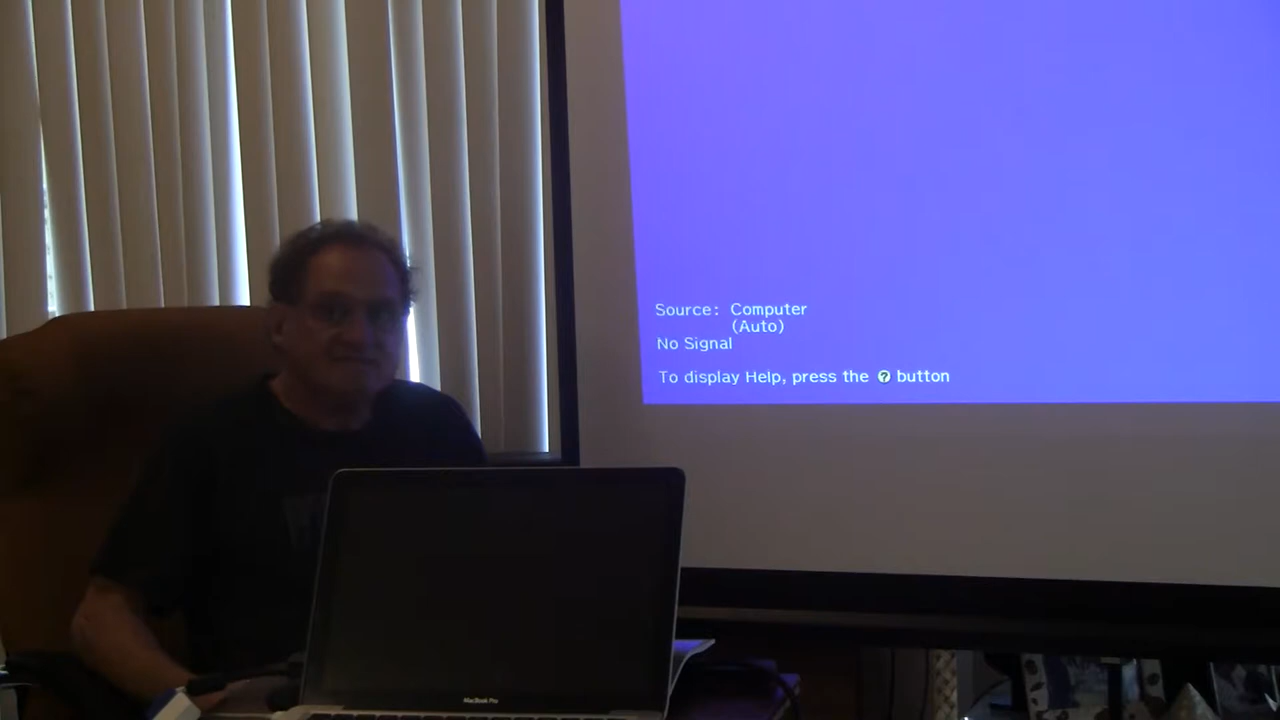 Source: Computer
(Auto)
No Signal
To display Help, press the ? button
MacBook Pro